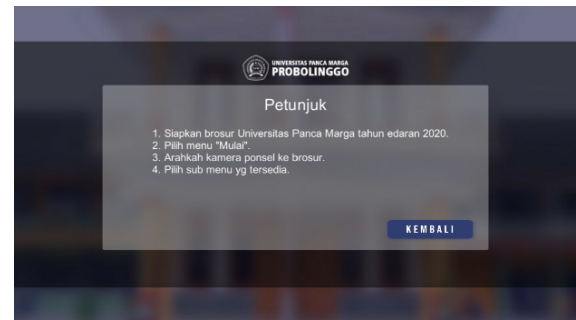 UNIVERSITAS PANCA MARGA
PROBOLINGGO
Petunjuk
1. Siapkan brosur Universitas Panca Marga tahun edaran 2020.
2. Pilih menu "Mulai".
3. Arahkah kamera ponsel ke brosur.
4. Pilih sub menu yg tersedia.
KEMBALI